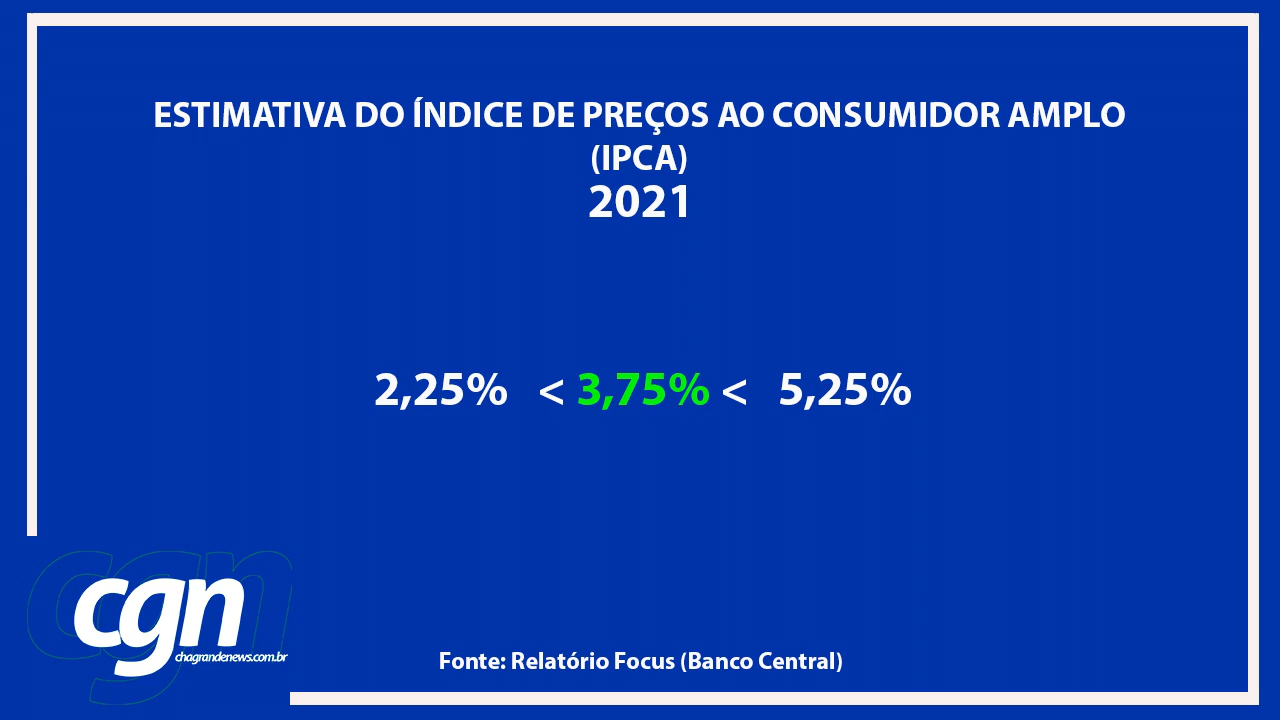 ESTIMATIVA DO ÍNDICE DE PREÇOS AO CONSUMIDOR AMPLO
(IPCA)
2021
2,25% < 3,75% < 5,25%
cgn
chagrandenews.com.br
Fonte: Relatório Focus (Banco Central)